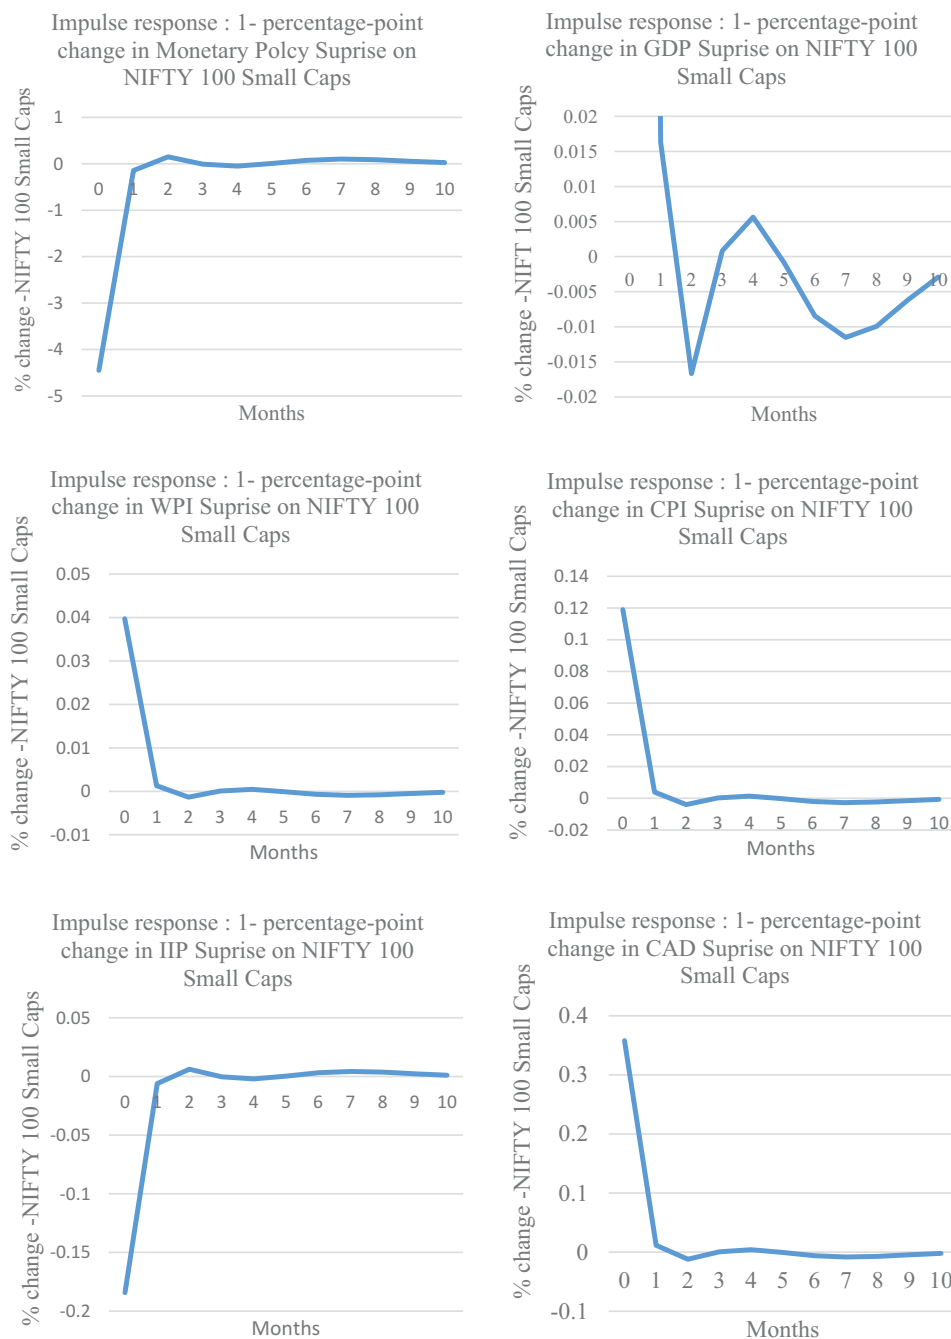 Impulse response : 1- percentage-point
change in Monetary Polcy Suprise on
NIFTY 100 Small Caps
% change -NIFTY 100 Small Caps
1
0
-1
-2
-3
-4
-5
0 1 2 3 4 5 6 7 8 9 10
Months
Impulse response : 1- percentage-point
change in GDP Suprise on NIFTY 100
Small Caps
% change -NIFT 100 Small Caps
0.02
0.015
0.01
0.005
0
-0.005
-0.01
-0.015
-0.02
0 1 2 3 4 5 6 7 8 9 10
Months
Impulse response : 1- percentage-point
change in WPI Suprise on NIFTY 100
Small Caps
% change -NIFTY 100 Small Caps
0.05
0.04
0.03
0.02
0.01
0
-0.01
0 1 2 3 4 5 6 7 8 9 10
Months
Impulse response : 1- percentage-point
change in CPI Suprise on NIFTY 100
Small Caps
% change -NIFTY 100 Small Caps
0.14
0.12
0.1
0.08
0.06
0.04
0.02
0
-0.02
0 1 2 3 4 5 6 7 8 9 10
Months
Impulse response : 1- percentage-point
change in IIP Suprise on NIFTY 100
Small Caps
% change -NIFTY 100 Small Caps
0.05
0
-0.05
-0.1
-0.15
-0.2
0 1 2 3 4 5 6 7 8 9 10
Months
Impulse response : 1- percentage-point
change in CAD Suprise on NIFTY 100
Small Caps
% change -NIFTY 100 Small Caps
0.4
0.3
0.2
0.1
0
-0.1
0 1 2 3 4 5 6 7 8 9 10
Months